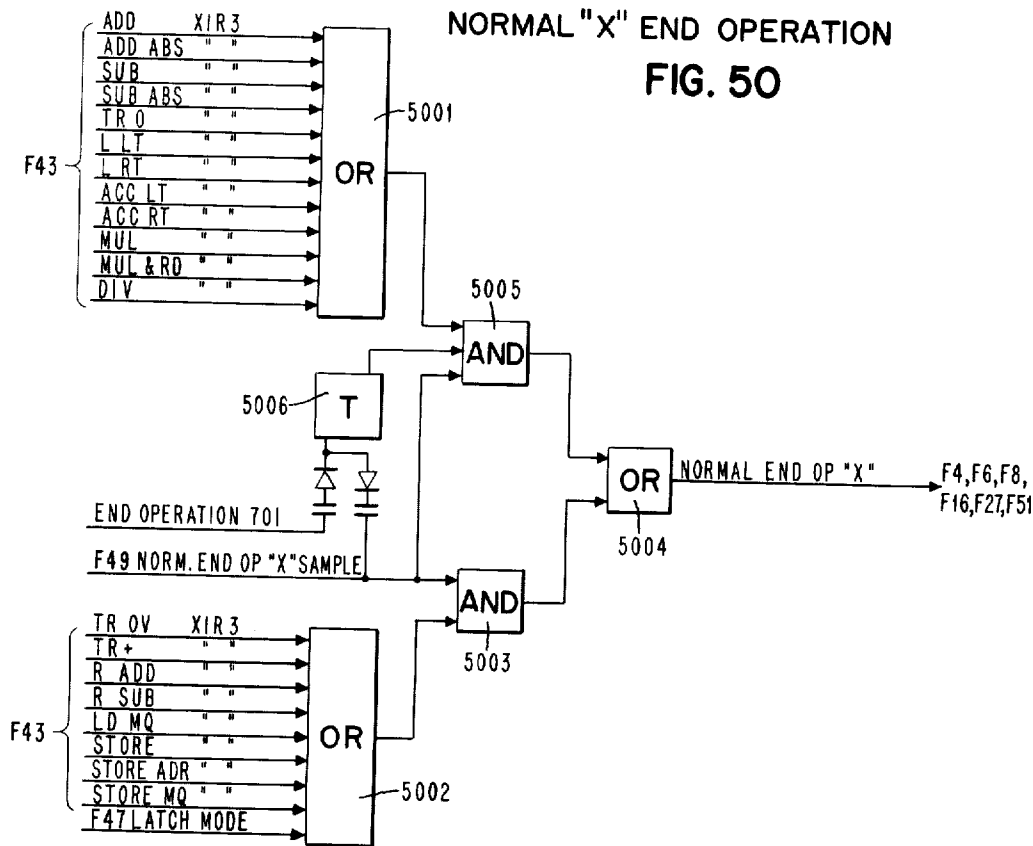 NORMAL "X" END OPERATION
FIG. 50
ADD XIR3
ADD ABS " "
SUB " "
SUB ABS " "
TR 0 " "
L LT " "
L RT " "
ACC LT " "
ACC RT " "
MUL " "
MUL & RD " "
DIV " "
F43
OR
5001
5005
AND
5006
T
END OPERATION 701
F49 NORM. END OP "X" SAMPLE
AND
5003
OR
5004
NORMAL END OP "X"
F4, F6, F8,
F16, F27, F51
TR OV XIR3
TR+ " "
R ADD " "
R SUB " "
LD MQ " "
STORE " "
STORE ADR " "
STORE MQ " "
F47 LATCH MODE
F43
OR
5002